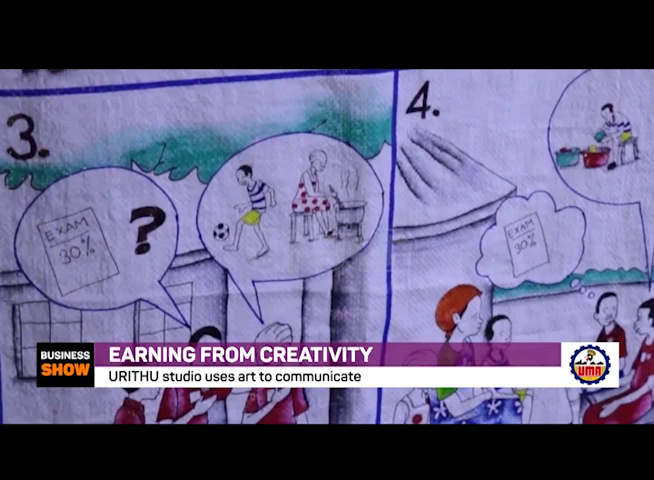 3.
EXAM
30%
?
4.
EXAM
30%
BUSINESS
SHOW
EARNING FROM CREATIVITY
URITHU studio uses art to communicate
UMA